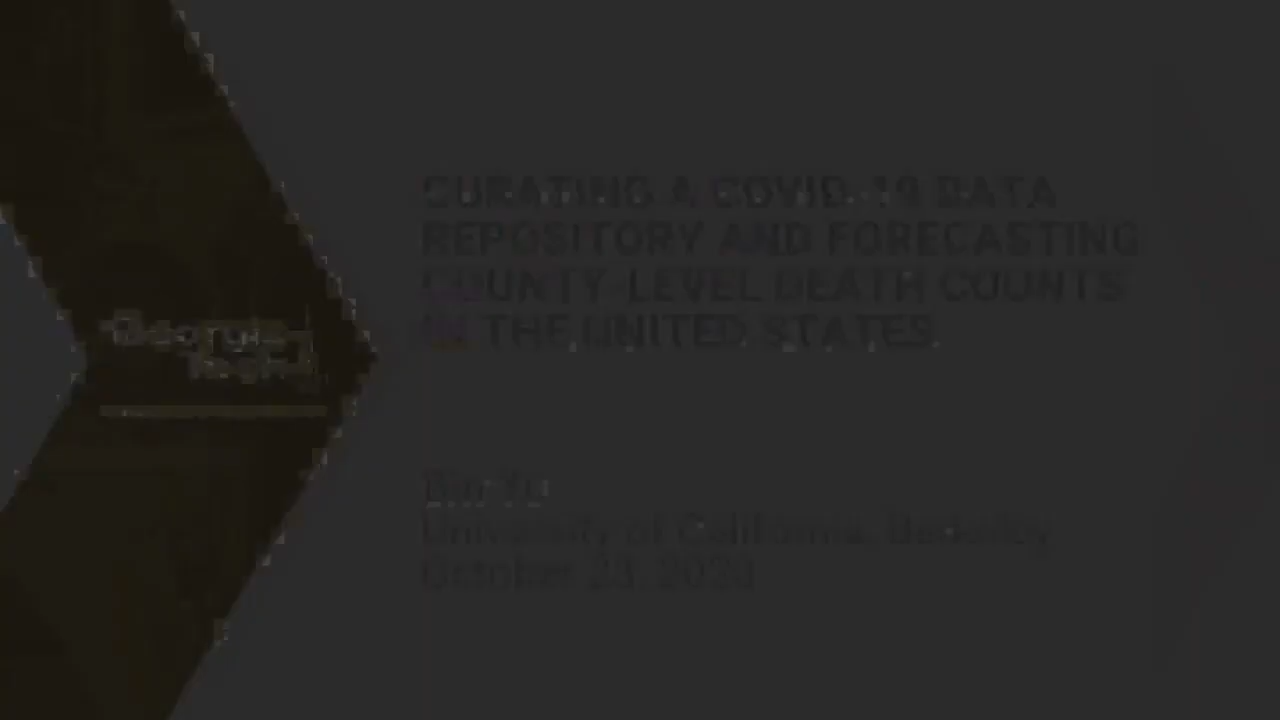 CURATING A COVID-19 DATA
REPOSITORY AND FORECASTING
COUNTY-LEVEL DEATH COUNTS
IN THE UNITED STATES
Bin Yu
University of California, Berkeley
October 23, 2020